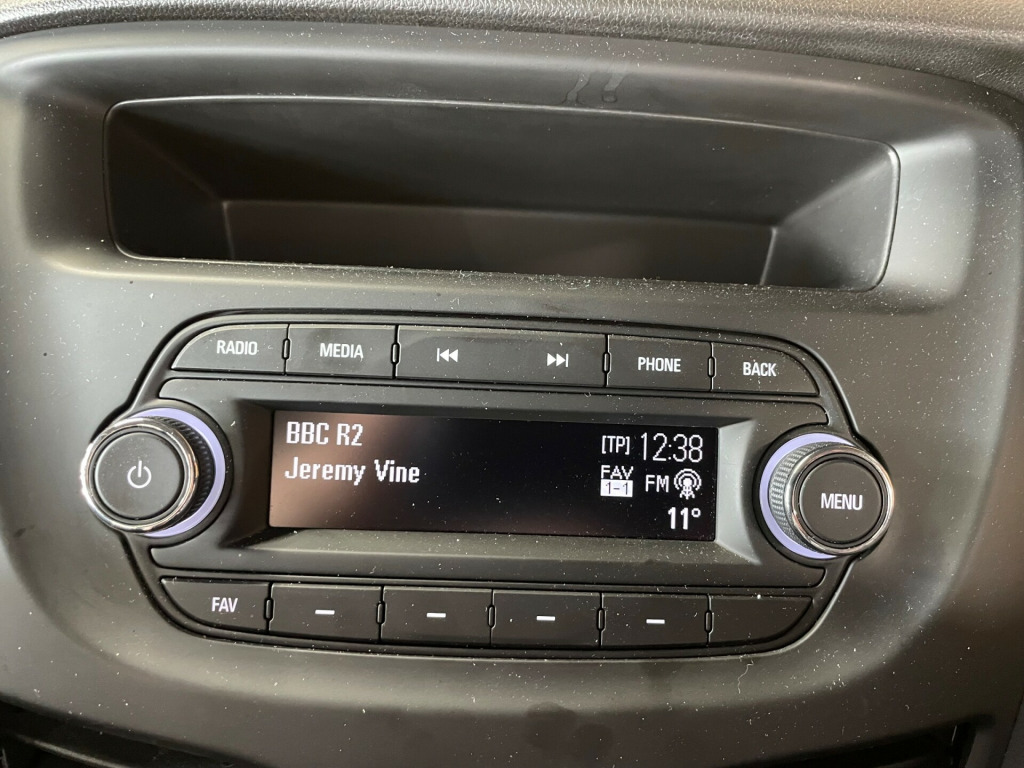 RADIO MEDIA PHONE BACK
BBC R2
Jeremy Vine
[TP] 12:38
FAV
1-1
FM
11°
MENU
FAV